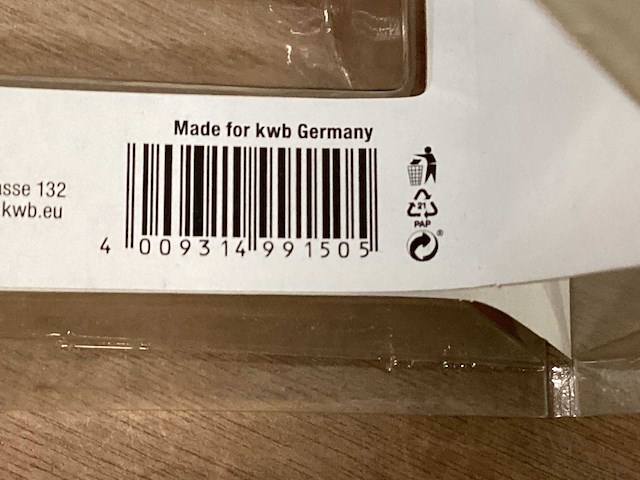 Made for kwb Germany
sse 132
kwb.eu
4 009314 991505
21
PAP
®